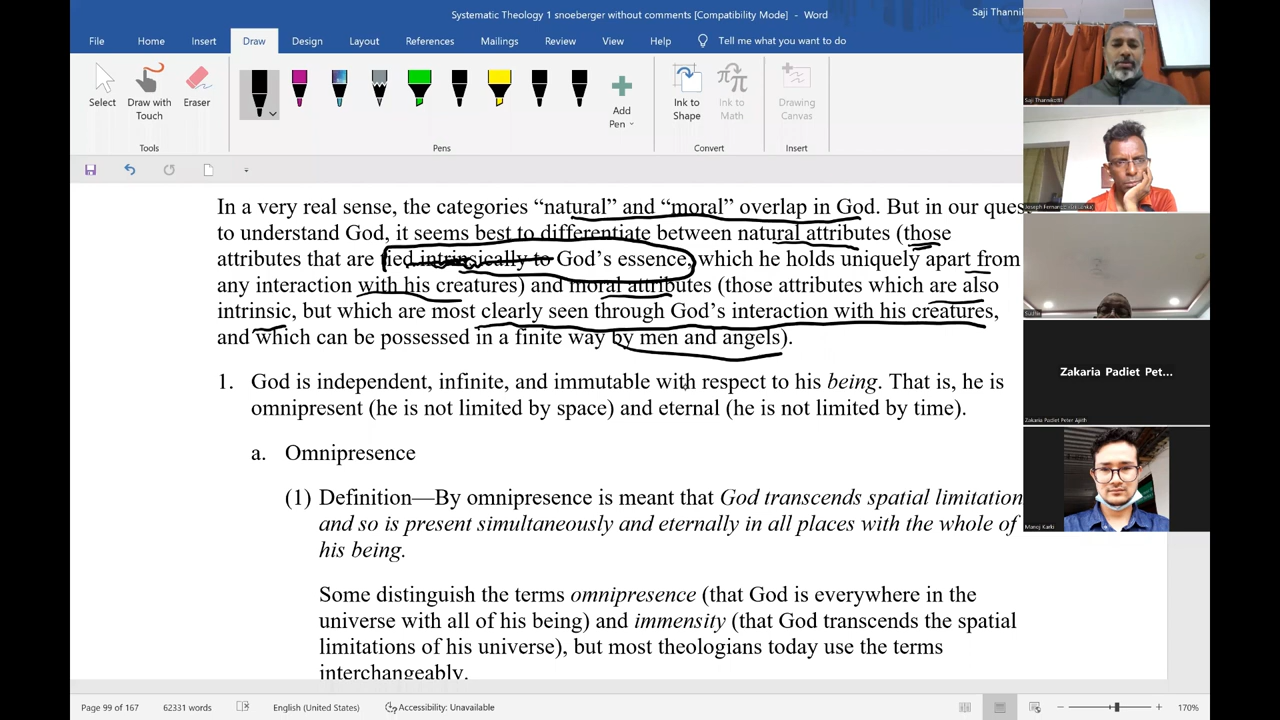 Systematic Theology 1 snoeberger without comments [Compatibility Mode] - Word
Saji Thannik
File Home Insert Draw Design Layout References Mailings Review View Help Tell me what you want to do
Select Draw with Touch Eraser
Add Pen
Ink to Shape Ink to Math Drawing Canvas
Tools Pens Convert Insert
In a very real sense, the categories “natural” and “moral” overlap in God. But in our quest
to understand God, it seems best to differentiate between natural attributes (those
attributes that are tied intrinsically to God’s essence, which he holds uniquely apart from
any interaction with his creatures) and moral attributes (those attributes which are also
intrinsic, but which are most clearly seen through God’s interaction with his creatures,
and which can be possessed in a finite way by men and angels).
1. God is independent, infinite, and immutable with respect to his being. That is, he is
omnipresent (he is not limited by space) and eternal (he is not limited by time).
a. Omnipresence
(1) Definition—By omnipresence is meant that God transcends spatial limitation
and so is present simultaneously and eternally in all places with the whole of
his being.
Some distinguish the terms omnipresence (that God is everywhere in the
universe with all of his being) and immensity (that God transcends the spatial
limitations of his universe), but most theologians today use the terms
interchangeably.
Page 99 of 167 62331 words English (United States) Accessibility: Unavailable 170%
Saji Thannikottil
Zakaria Padiet Pet...
Zakaria Padiet Peter Ajith
Manoj Karki